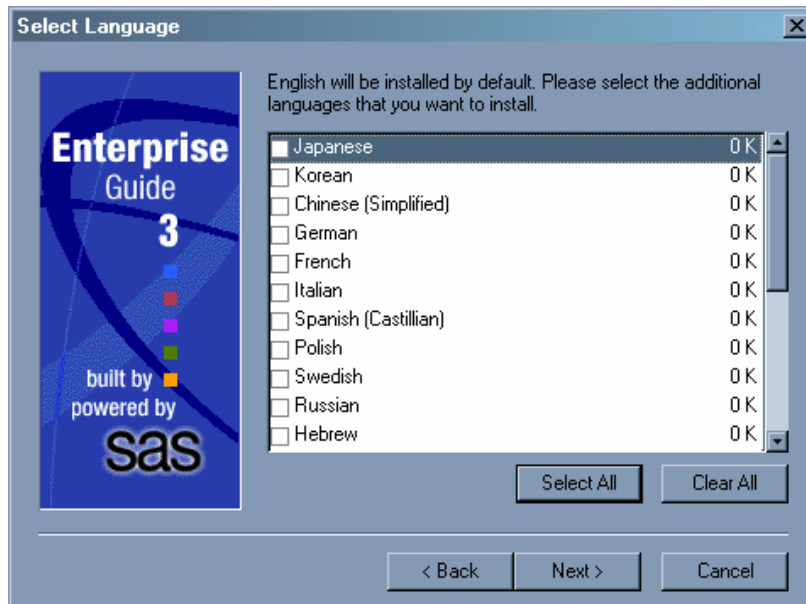 Select Language
Enterprise
Guide
3
built by
powered by
sas
English will be installed by default. Please select the additional
languages that you want to install.
Japanese 0 K
Korean 0 K
Chinese (Simplified) 0 K
German 0 K
French 0 K
Italian 0 K
Spanish (Castillian) 0 K
Polish 0 K
Swedish 0 K
Russian 0 K
Hebrew 0 K
Select All Clear All
< Back Next > Cancel